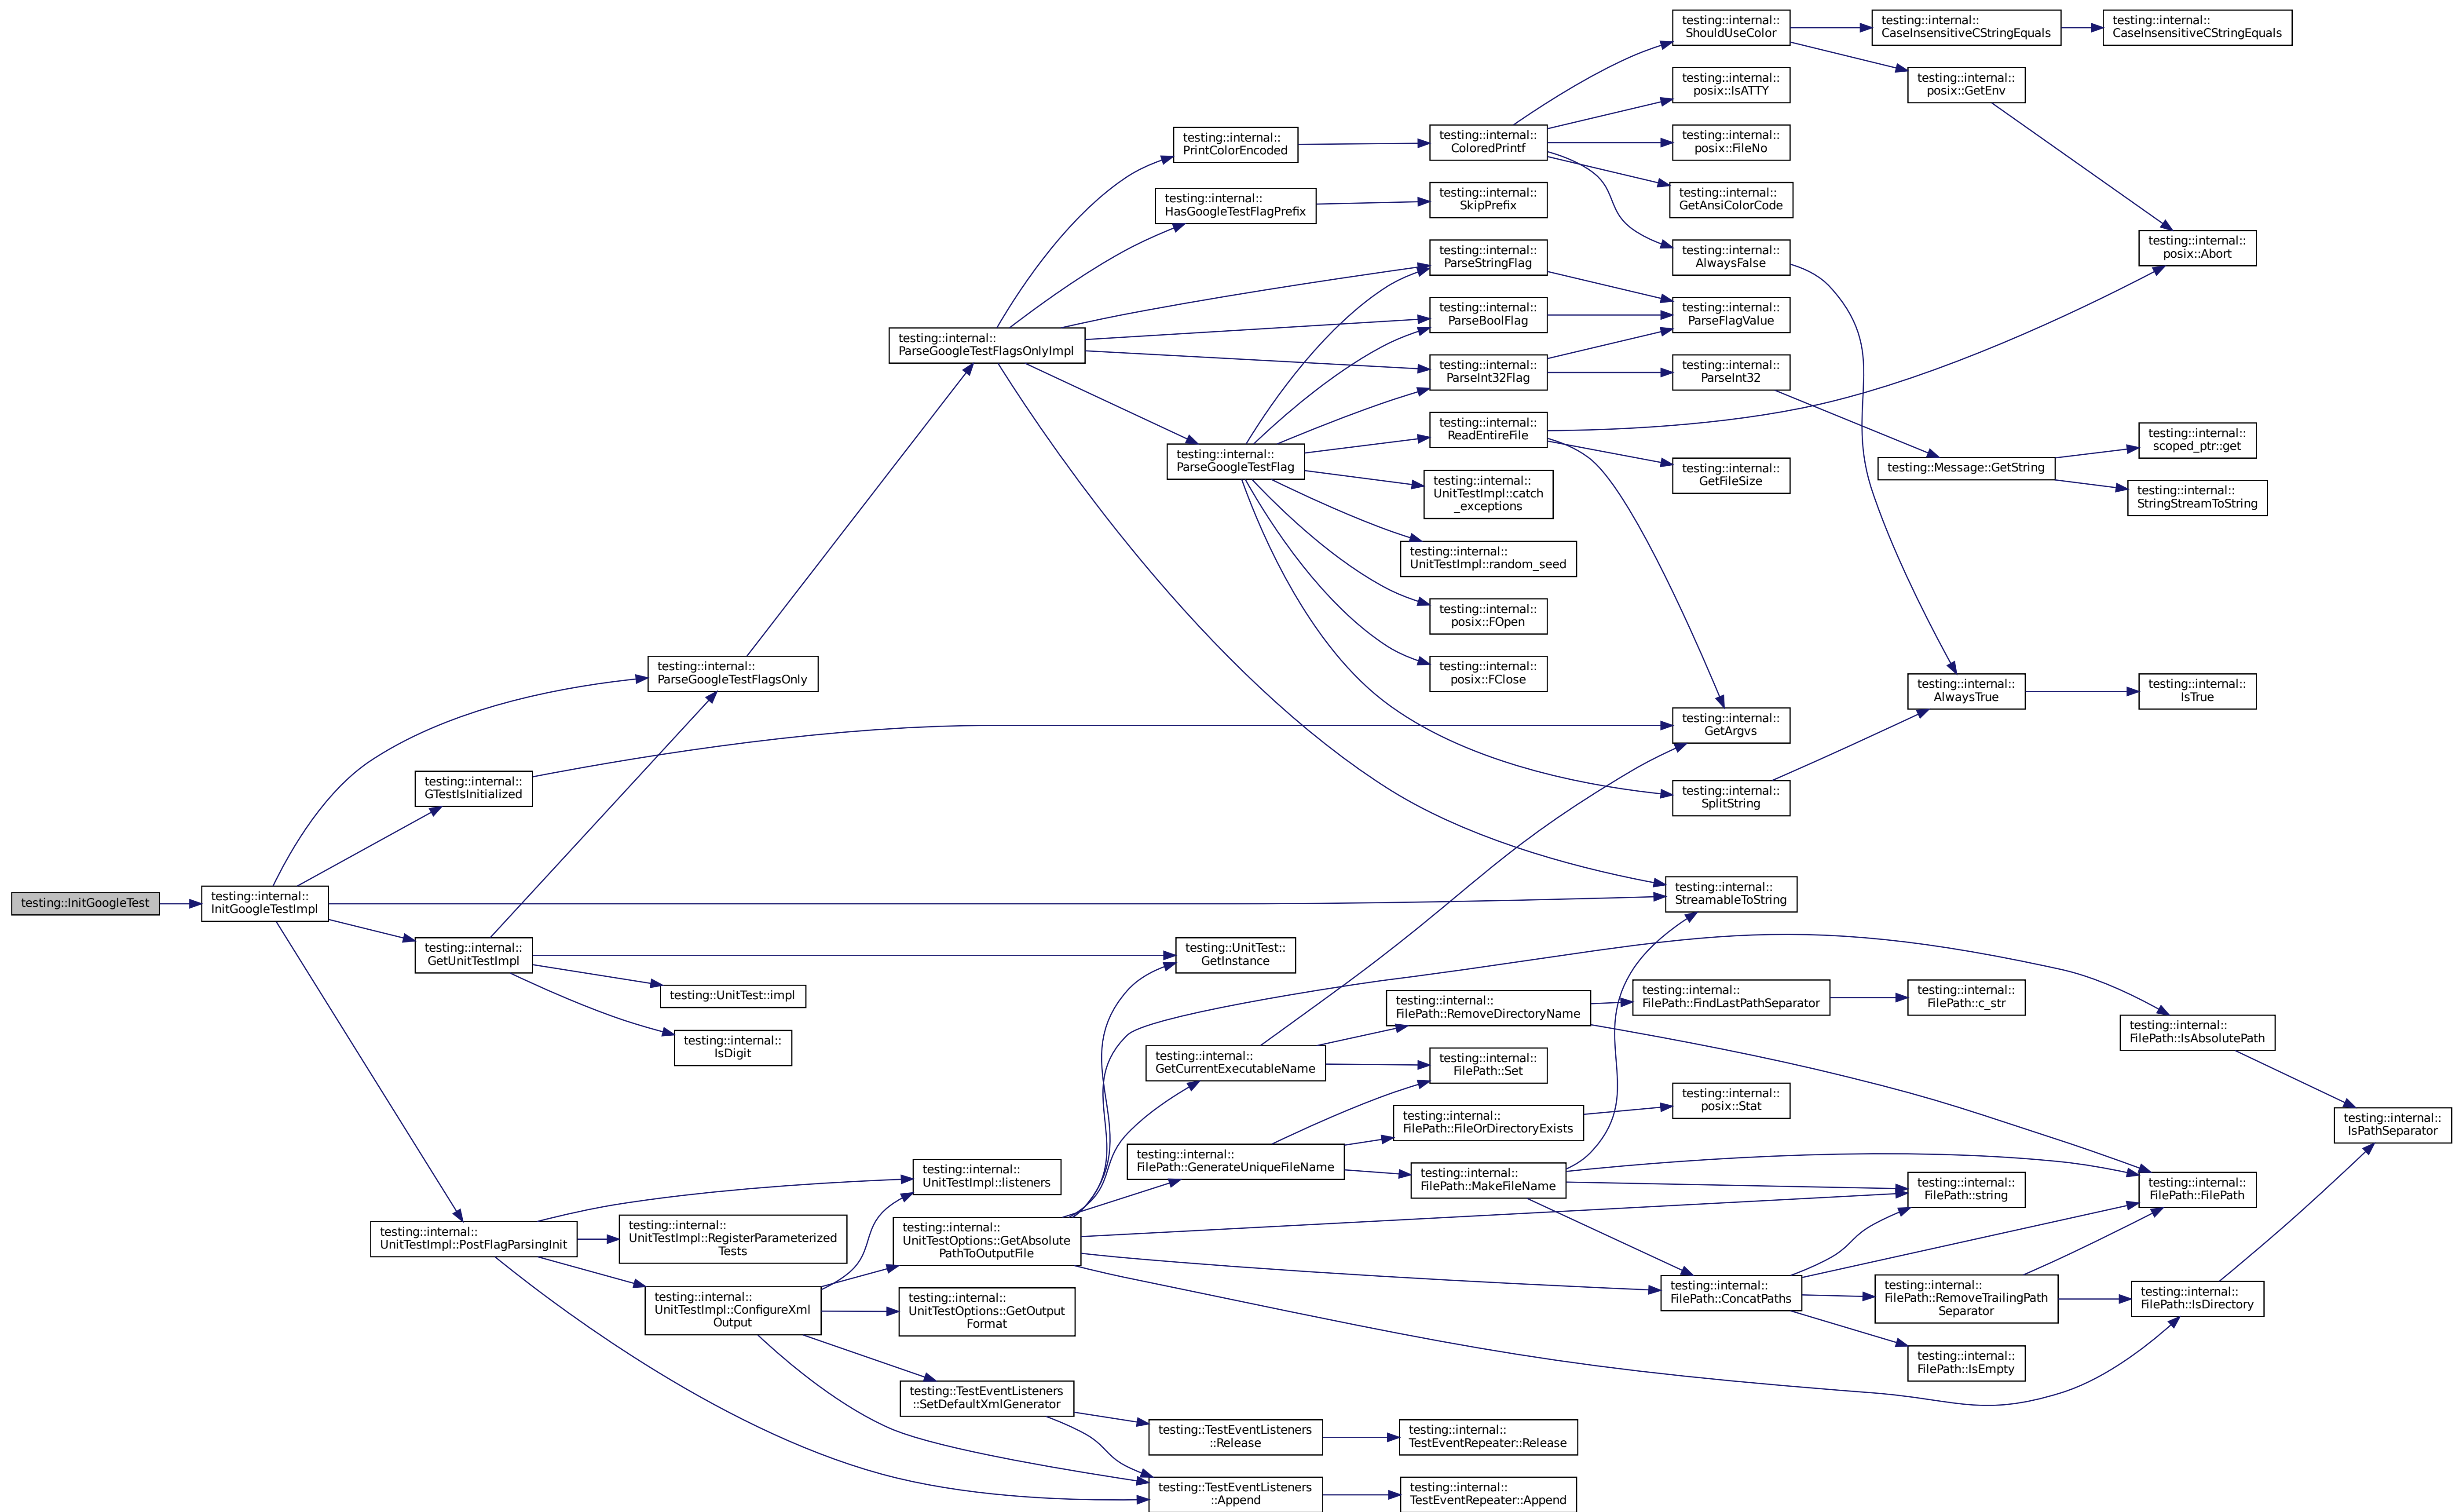 testing::InitGoogleTest
testing::internal::
InitGoogleTestImpl
testing::internal::
ParseGoogleTestFlagsOnly
testing::internal::
GTestIsInitialized
testing::internal::
GetUnitTestImpl
testing::UnitTest::impl
testing::internal::
IsDigit
testing::internal::
UnitTestImpl::PostFlagParsingInit
testing::internal::
UnitTestImpl::RegisterParameterized
Tests
testing::internal::
UnitTestImpl::ConfigureXml
Output
testing::internal::
ParseGoogleTestFlagsOnlyImpl
testing::internal::
UnitTestImpl::listeners
testing::internal::
UnitTestOptions::GetAbsolute
PathToOutputFile
testing::internal::
UnitTestOptions::GetOutput
Format
testing::TestEventListeners
::SetDefaultXmlGenerator
testing::internal::
PrintColorEncoded
testing::internal::
HasGoogleTestFlagPrefix
testing::internal::
ParseGoogleTestFlag
testing::UnitTest::
GetInstance
testing::internal::
GetCurrentExecutableName
testing::internal::
FilePath::GenerateUniqueFileName
testing::TestEventListeners
::Release
testing::TestEventListeners
::Append
testing::internal::
ColoredPrintf
testing::internal::
SkipPrefix
testing::internal::
ParseStringFlag
testing::internal::
ParseBoolFlag
testing::internal::
ParseInt32Flag
testing::internal::
ReadEntireFile
testing::internal::
UnitTestImpl::catch
_exceptions
testing::internal::
UnitTestImpl::random_seed
testing::internal::
posix::FOpen
testing::internal::
posix::FClose
testing::internal::
FilePath::RemoveDirectoryName
testing::internal::
FilePath::Set
testing::internal::
FilePath::FileOrDirectoryExists
testing::internal::
FilePath::MakeFileName
testing::internal::
TestEventRepeater::Release
testing::internal::
TestEventRepeater::Append
testing::internal::
ShouldUseColor
testing::internal::
posix::IsATTY
testing::internal::
posix::FileNo
testing::internal::
GetAnsiColorCode
testing::internal::
AlwaysFalse
testing::internal::
ParseFlagValue
testing::internal::
ParseInt32
testing::internal::
GetFileSize
testing::internal::
GetArgvs
testing::internal::
SplitString
testing::internal::
StreamableToString
testing::internal::
FilePath::FindLastPathSeparator
testing::internal::
posix::Stat
testing::internal::
FilePath::ConcatPaths
testing::internal::
CaseInsensitiveCStringEquals
testing::internal::
posix::GetEnv
testing::Message::GetString
testing::internal::
AlwaysTrue
testing::internal::
FilePath::c_str
testing::internal::
FilePath::string
testing::internal::
FilePath::RemoveTrailingPath
Separator
testing::internal::
FilePath::IsEmpty
testing::internal::
CaseInsensitiveCStringEquals
testing::internal::
posix::Abort
testing::internal::
scoped_ptr::get
testing::internal::
StringStreamToString
testing::internal::
IsTrue
testing::internal::
FilePath::IsAbsolutePath
testing::internal::
FilePath::FilePath
testing::internal::
FilePath::IsDirectory
testing::internal::
IsPathSeparator